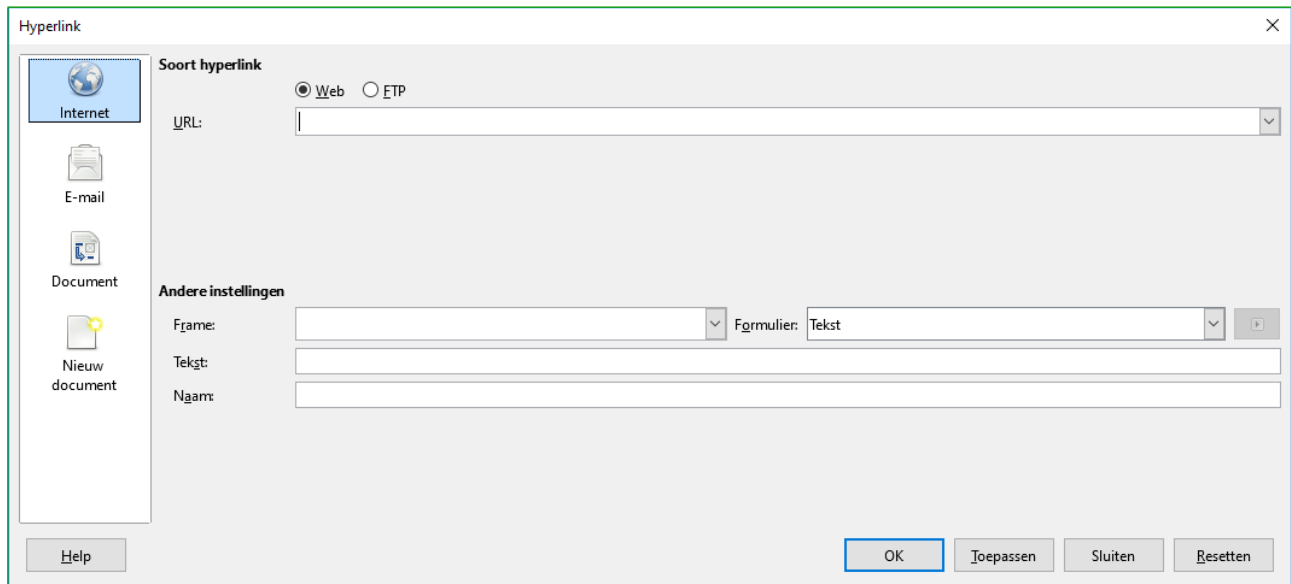 Hyperlink
Internet
E-mail
Document
Nieuw
document
Soort hyperlink
Web FTP
URL:
Andere instellingen
Frame: Formulier: Tekst
Tekst:
Naam:
Help OK Toepassen Sluiten Resetten